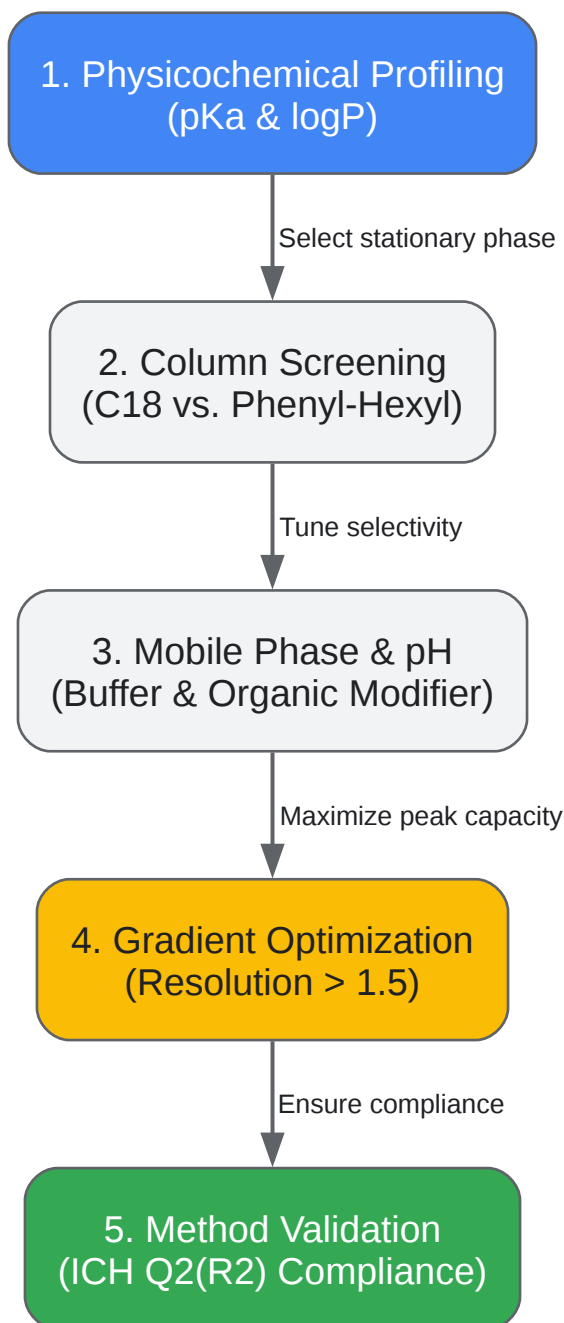 1. Physicochemical Profiling
(pKa & logP)
Select stationary phase
2. Column Screening
(C18 vs. Phenyl-Hexyl)
Tune selectivity
3. Mobile Phase & pH
(Buffer & Organic Modifier)
Maximize peak capacity
4. Gradient Optimization
(Resolution > 1.5)
Ensure compliance
5. Method Validation
(ICH Q2(R2) Compliance)